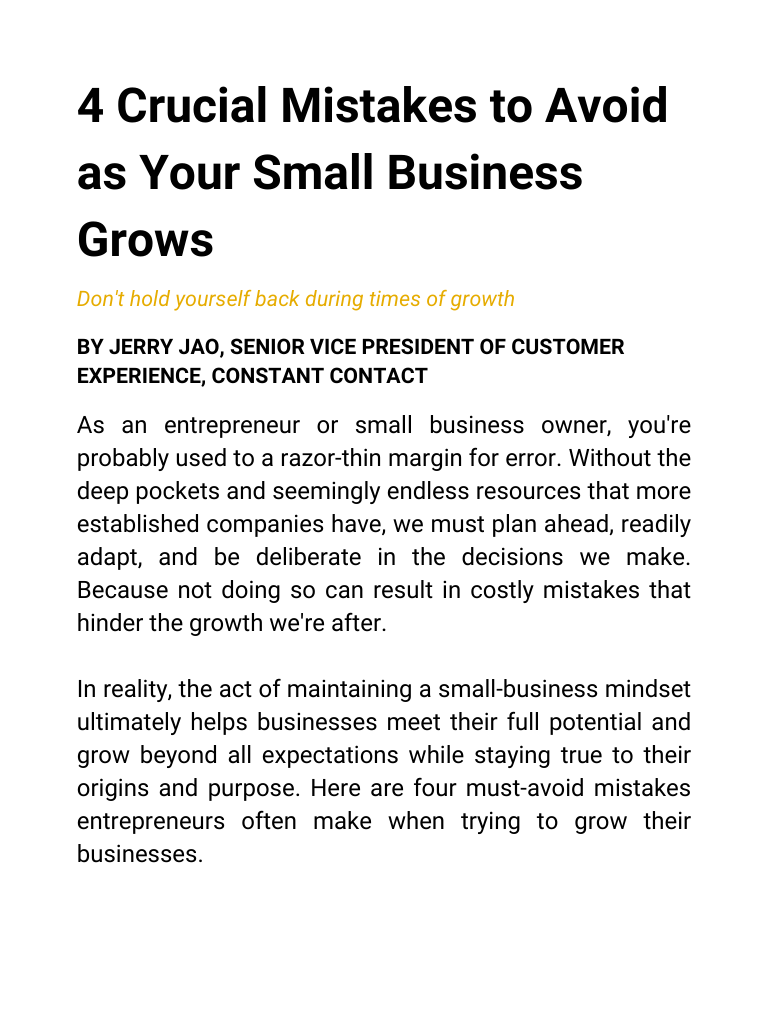 4 Crucial Mistakes to Avoid
as Your Small Business
Grows
Don't hold yourself back during times of growth
BY JERRY JAO, SENIOR VICE PRESIDENT OF CUSTOMER
EXPERIENCE, CONSTANT CONTACT
As an entrepreneur or small business owner, you're
probably used to a razor-thin margin for error. Without the
deep pockets and seemingly endless resources that more
established companies have, we must plan ahead, readily
adapt, and be deliberate in the decisions we make.
Because not doing so can result in costly mistakes that
hinder the growth we're after.
In reality, the act of maintaining a small-business mindset
ultimately helps businesses meet their full potential and
grow beyond all expectations while staying true to their
origins and purpose. Here are four must-avoid mistakes
entrepreneurs often make when trying to grow their
businesses.